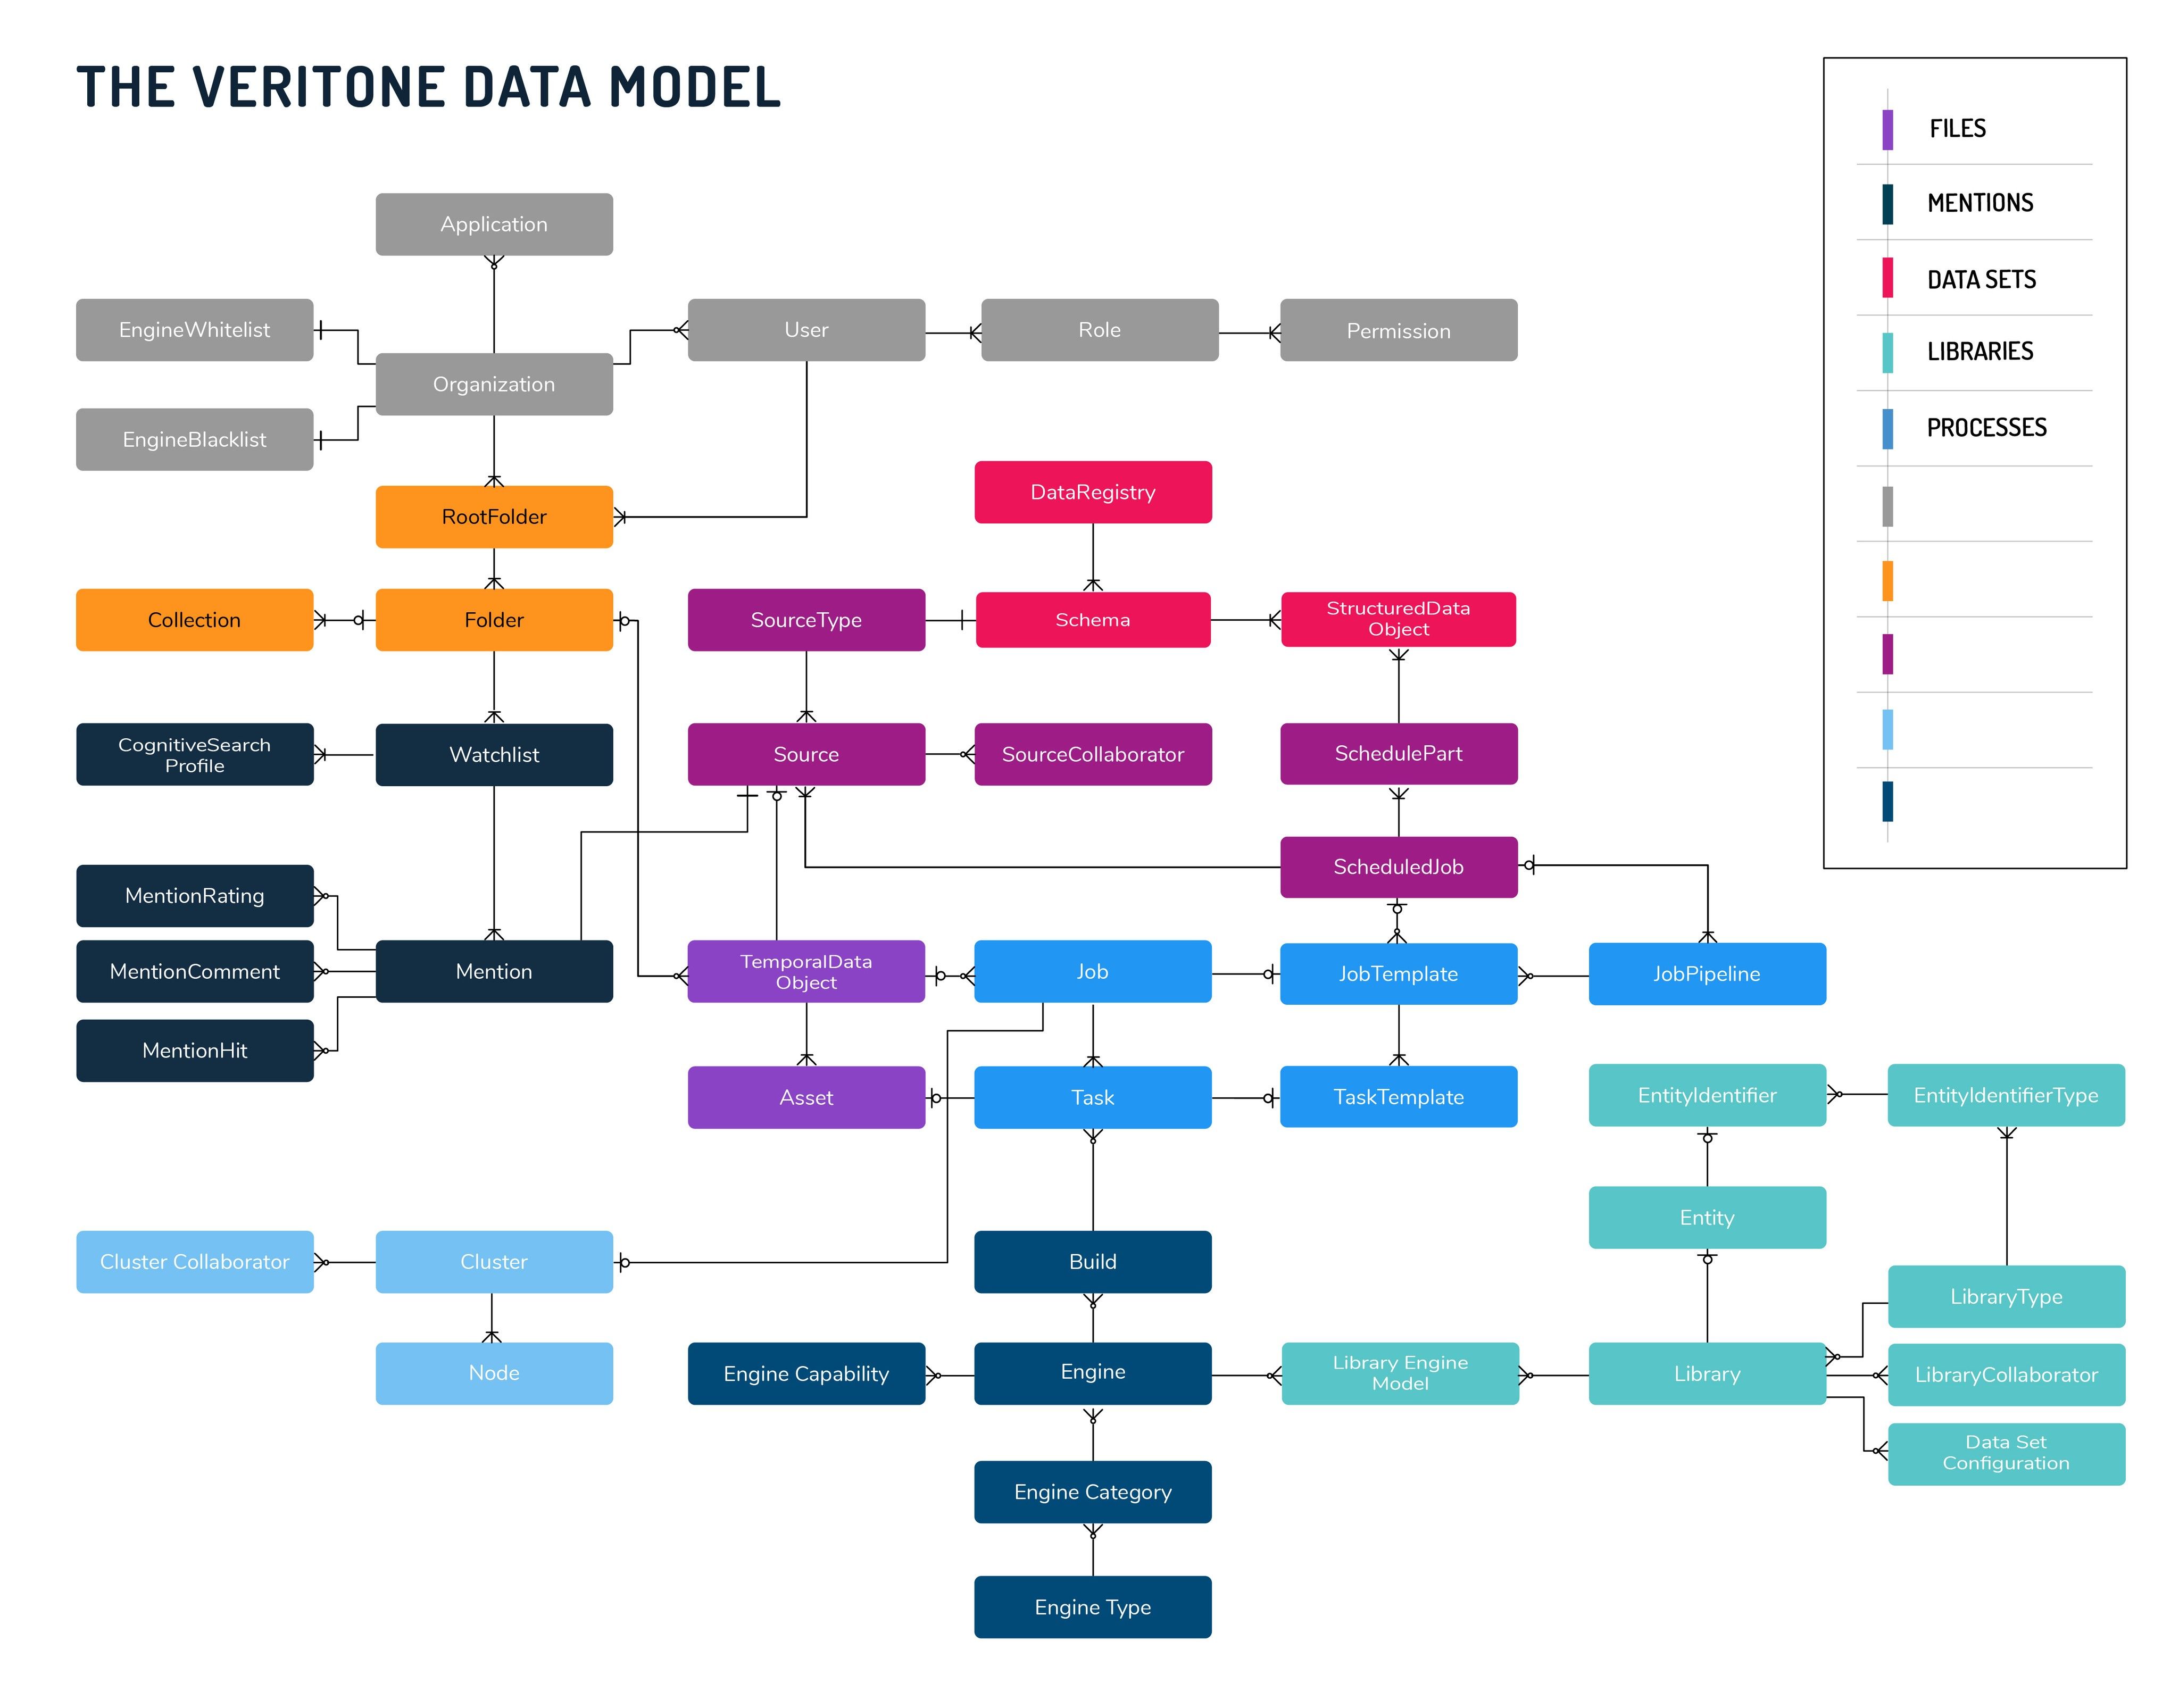 THE VERITONE DATA MODEL
FILES
MENTIONS
DATA SETS
LIBRARIES
PROCESSES
Application
EngineWhitelist
User
Role
Permission
Organization
EngineBlacklist
DataRegistry
RootFolder
Collection
Folder
SourceType
Schema
StructuredData
Object
CognitiveSearch
Profile
Watchlist
Source
SourceCollaborator
SchedulePart
ScheduledJob
MentionRating
MentionComment
Mention
TemporalData
Object
Job
JobTemplate
JobPipeline
MentionHit
Asset
Task
TaskTemplate
EntityIdentifier
EntityIdentifierType
Entity
Cluster Collaborator
Cluster
Build
LibraryType
Node
Engine Capability
Engine
Library Engine
Model
Library
LibraryCollaborator
Data Set
Configuration
Engine Category
Engine Type